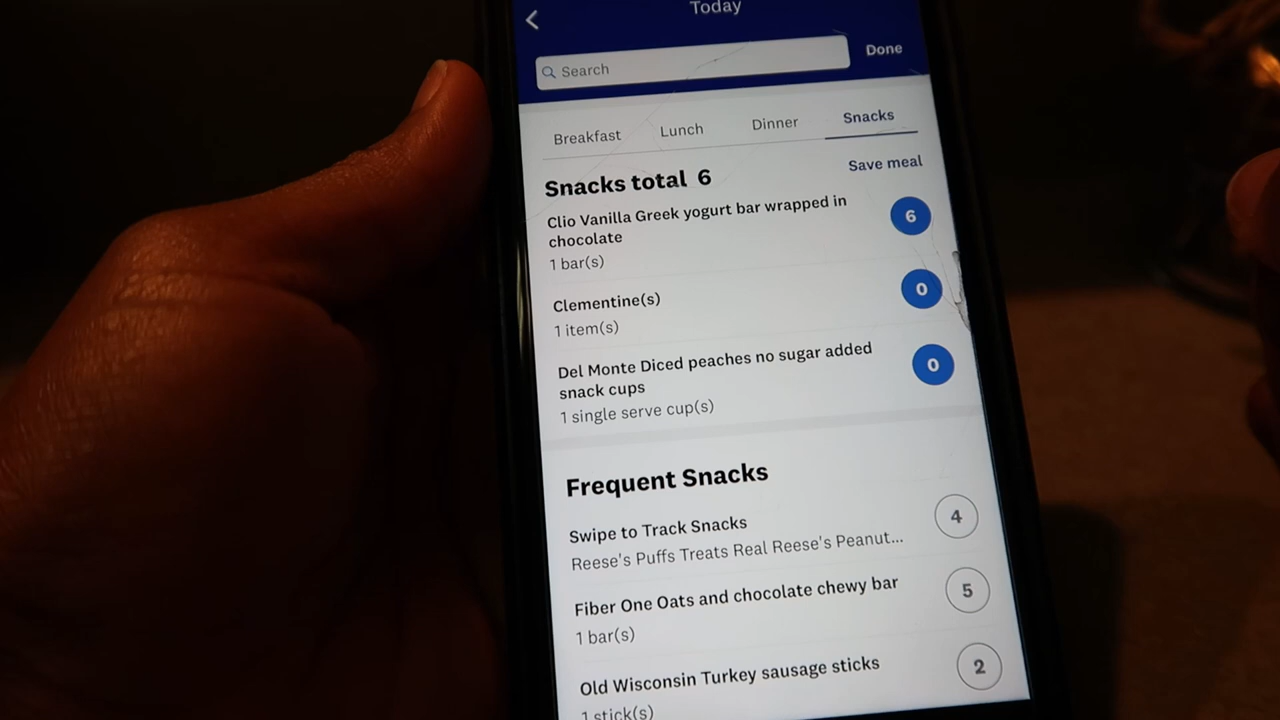 Today
Search
Done
Breakfast
Lunch
Dinner
Snacks
Snacks total 6
Save meal
Clio Vanilla Greek yogurt bar wrapped in
chocolate
6
1 bar(s)
Clementine(s)
0
1 item(s)
Del Monte Diced peaches no sugar added
snack cups
0
1 single serve cup(s)
Frequent Snacks
Swipe to Track Snacks
4
Reese's Puffs Treats Real Reese's Peanut...
Fiber One Oats and chocolate chewy bar
5
1 bar(s)
Old Wisconsin Turkey sausage sticks
2
1 stick(s)